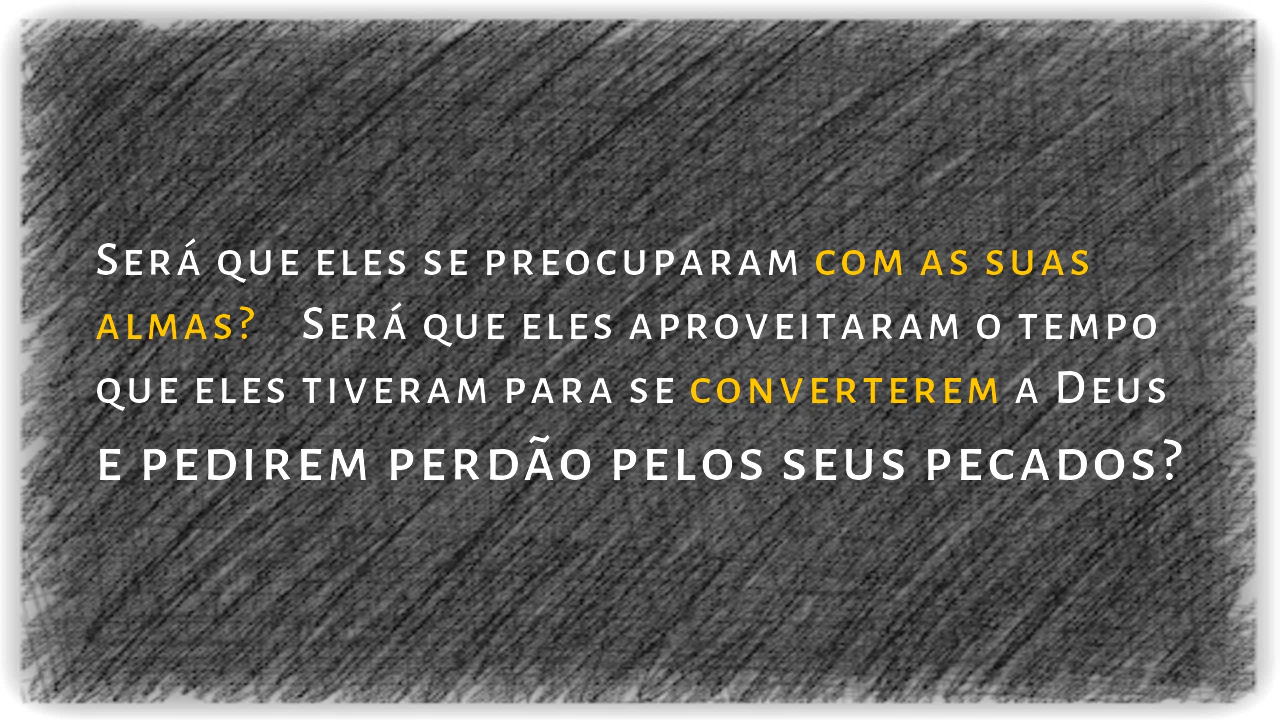 Será que eles se preocuparam com as suas
almas? Será que eles aproveitaram o tempo
que eles tiveram para se converterem a Deus
e pedirem perdão pelos seus pecados?